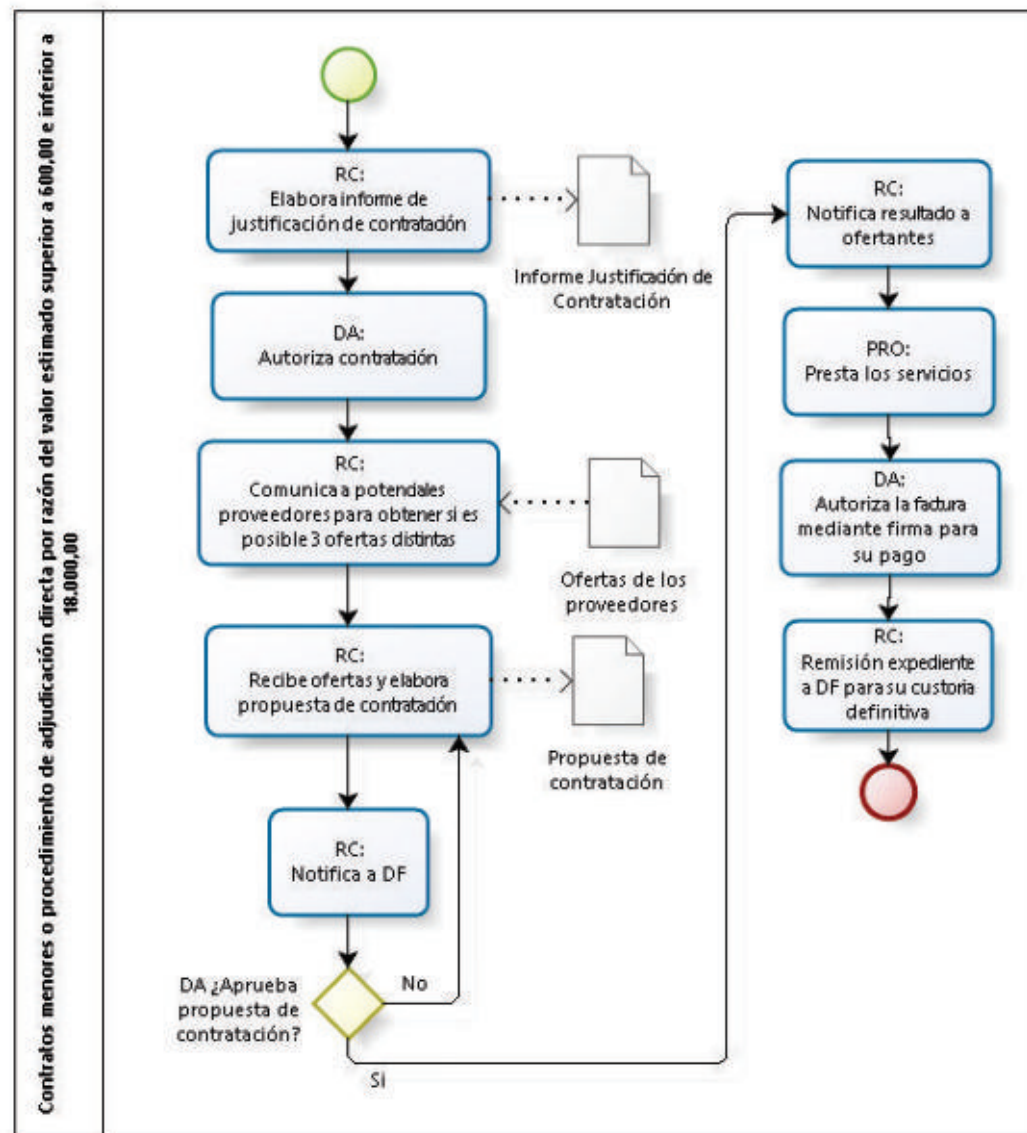 Contratos menores o procedimiento de adjudicación directa por razón del valor estimado superior a 600,00 e inferior a
18.000,00
RC:
Elabora informe de
justificación de contratación
Informe Justificación de
Contratación
DA:
Autoriza contratación
RC:
Comunica a potenciales
proveedores para obtener si es
posible 3 ofertas distintas
Ofertas de los
proveedores
RC:
Recibe ofertas y elabora
propuesta de contratación
Propuesta de
contratación
RC:
Notifica a DF
DA ¿Aprueba
propuesta de
contratación?
No
Si
RC:
Notifica resultado a
ofertantes
PRO:
Presta los servicios
DA:
Autoriza la factura
mediante firma para
su pago
RC:
Remisión expediente
a DF para su custoria
definitiva